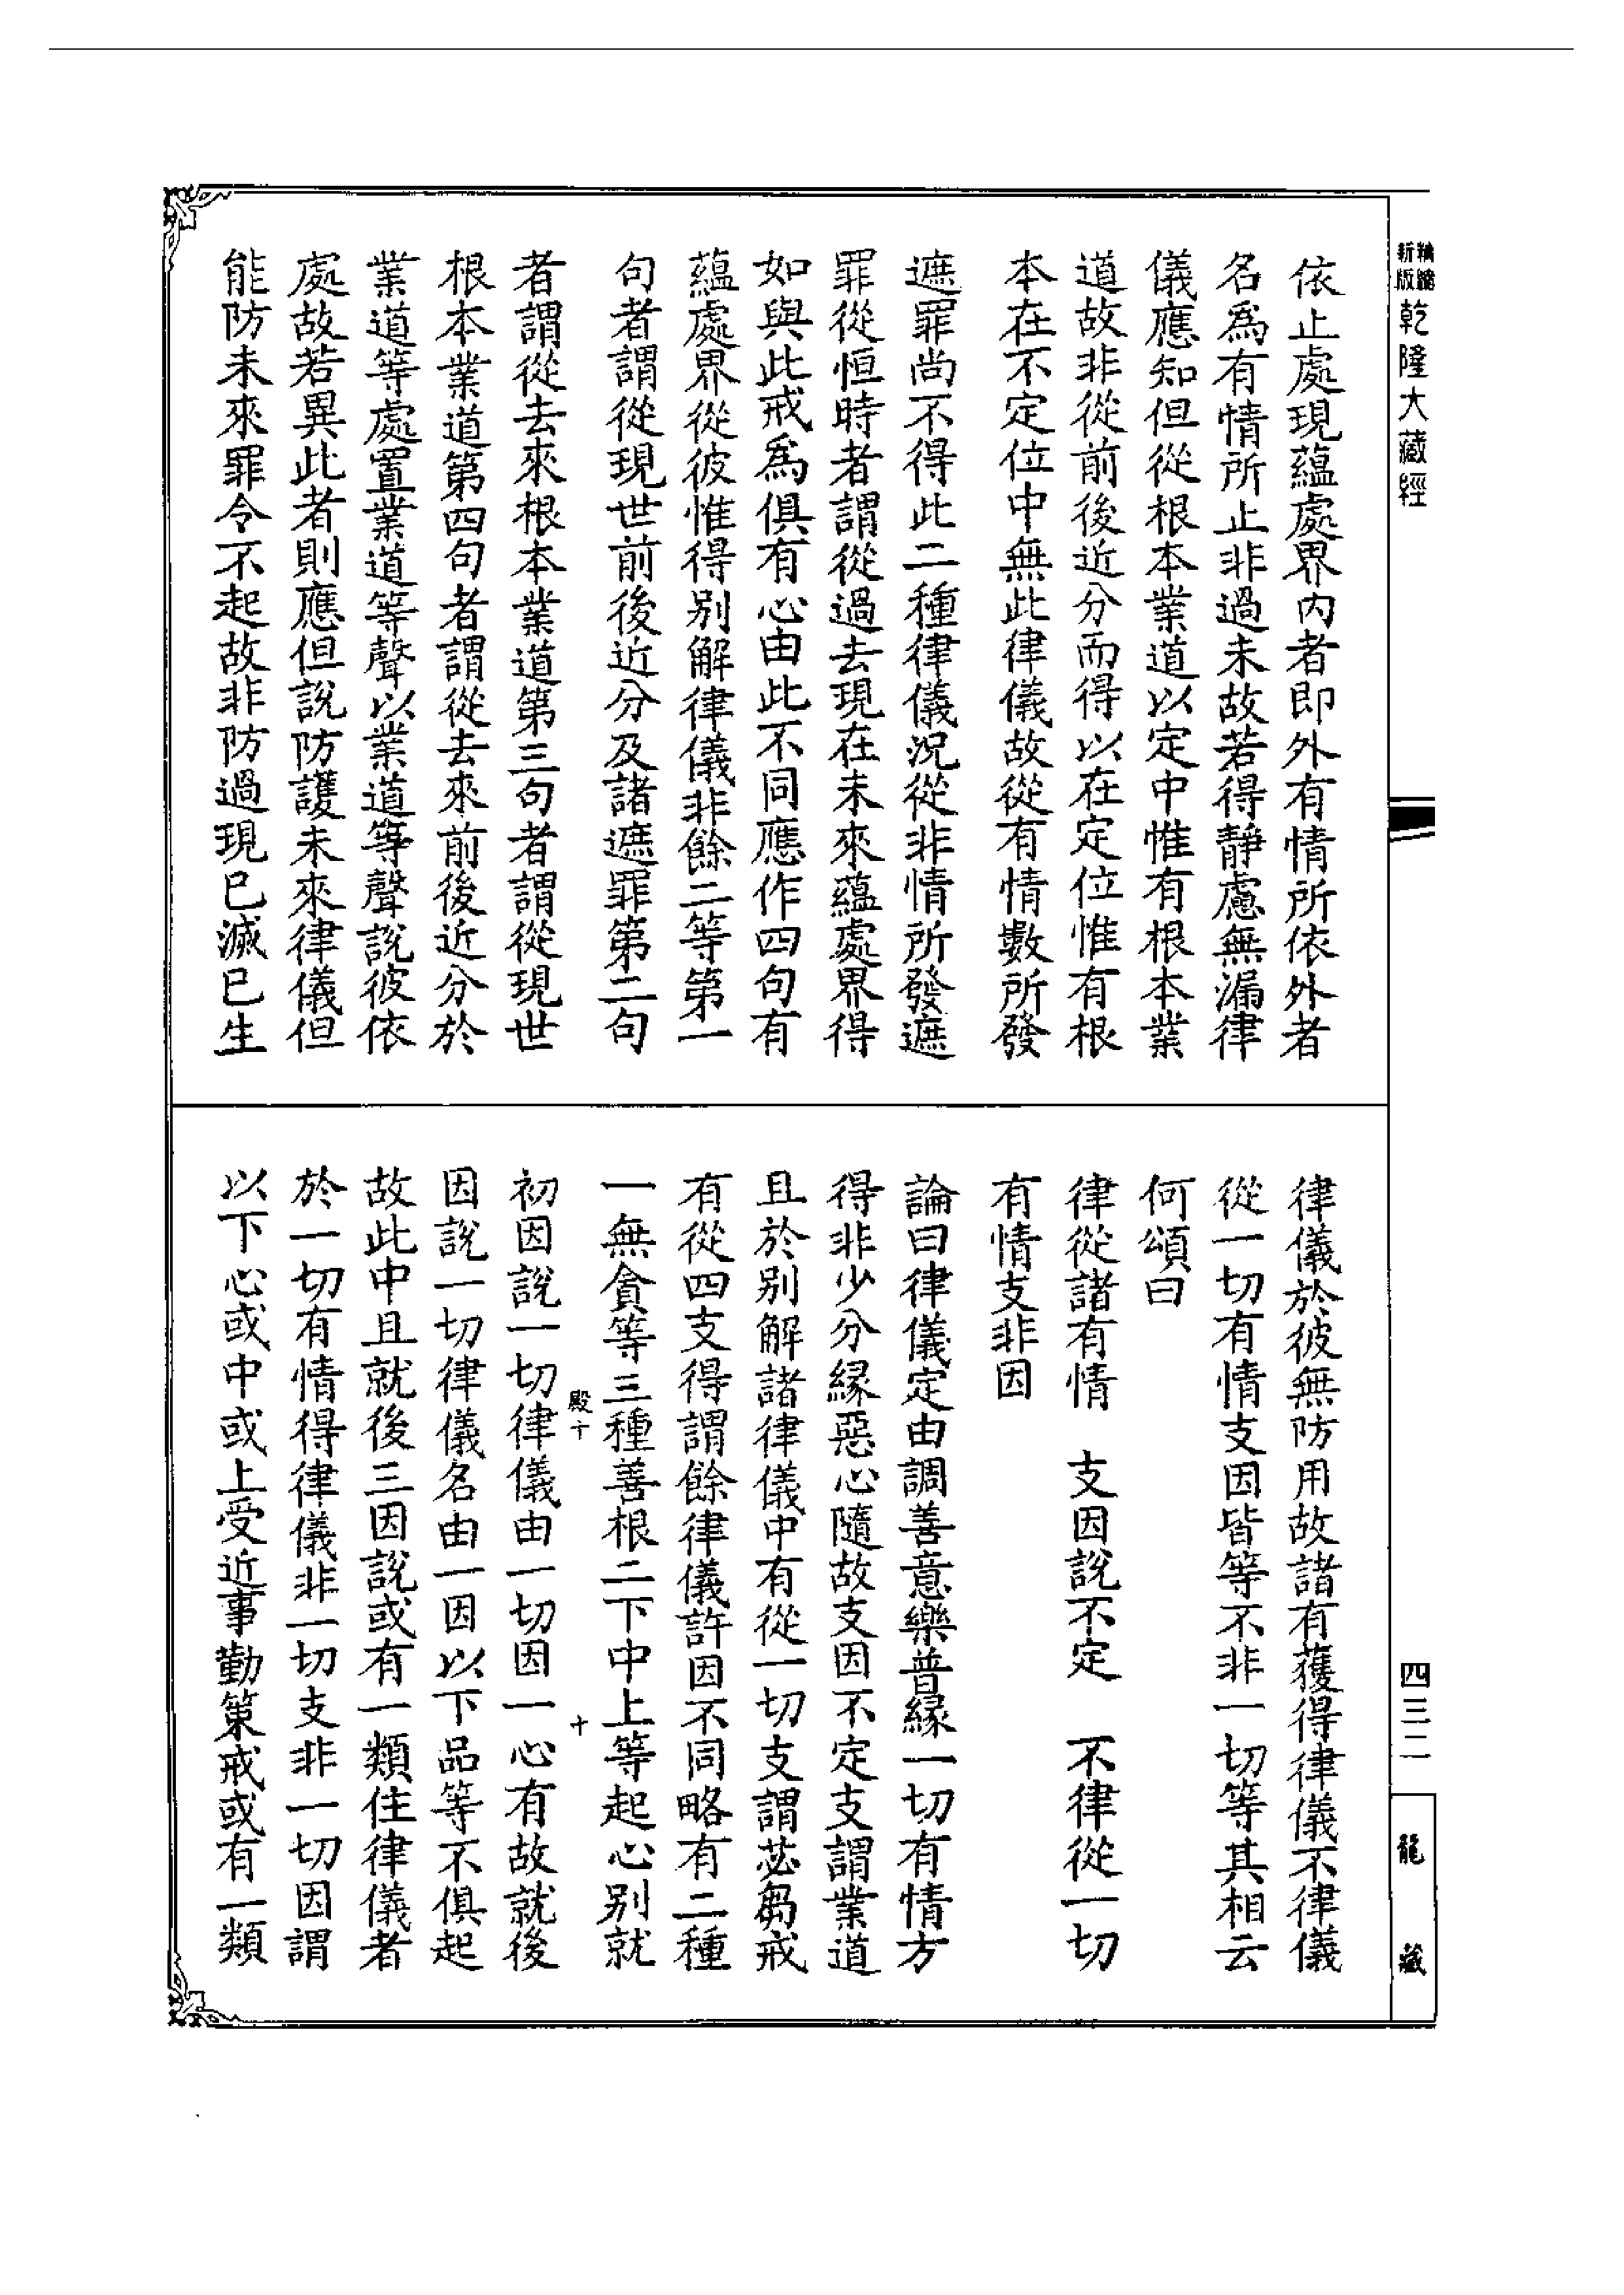 新版精縮乾隆大藏經
四三二
龍藏
依止處現蘊處界內者即外有情所依外者
名爲有情所止非過未故若得靜慮無漏律
儀應知但從根本業道以定中惟有根本業
道故非從前後近分而得以在定位惟有根
本在不定位中無此律儀故從有情數所發
遮罪尚不得此二種律儀況從非情所發遮
罪從恒時者謂從過去現在未來蘊處界得
如與此戒爲俱有心由此不同應作四句有
蘊處界從彼惟得別解律儀非餘二等第一
句者謂從現世前後近分及諸遮罪第二句
者謂從去來根本業道第三句者謂從現世
根本業道第四句者謂從去來前後近分於
業道等處置業道等聲以業道等聲說彼依
處故若異此者則應但說防護未來律儀但
能防未來罪令不起故非防過現已滅已生
律儀於彼無防用故諸有獲得律儀不律儀
從一切有情支因皆等不非一切等其相云
何頌曰
律從諸有情　支因說不定　不律從一切
有情支非因
論曰律儀定由調善意樂普緣一切有情方
得非少分緣惡心隨故支因不定支謂業道
且於別解諸律儀中有從一切支謂苾芻戒
有從四支得謂餘律儀許因不同略有二種
一無貪等三種善根二下中上等起心別就
殿十　十
初因說一切律儀由一切因一心有故就後
因說一切律儀名由一因以下品等不俱起
故此中且就後三因說或有一類住律儀者
於一切有情得律儀非一切支非一切因謂
以下心或中或上受近事勤策戒或有一類